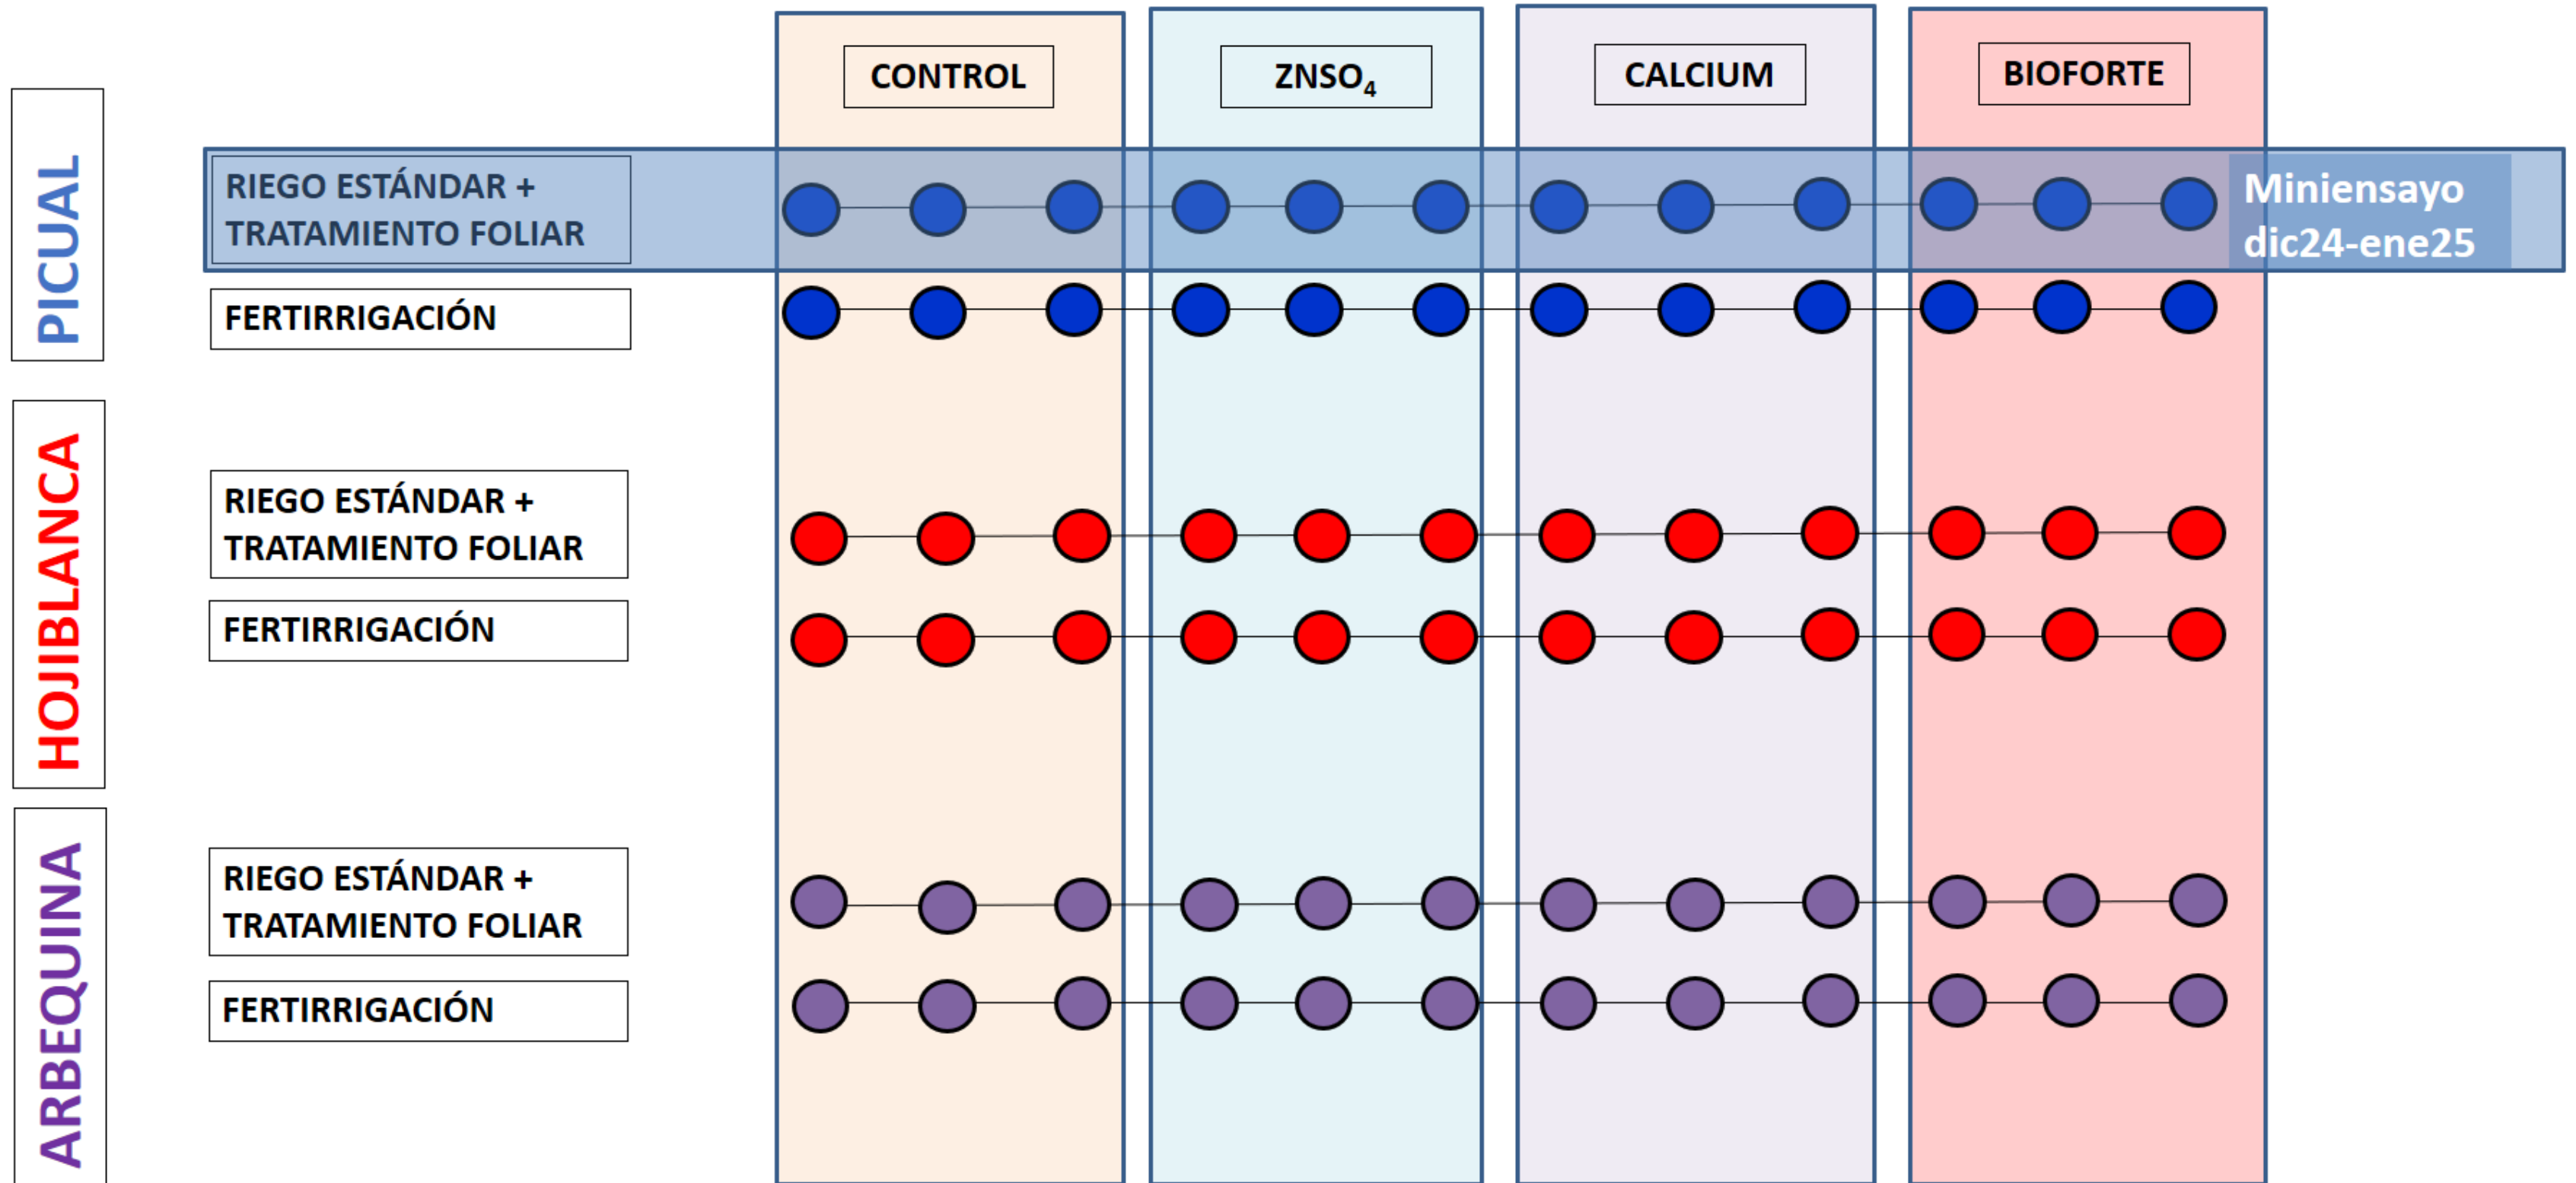 CONTROL
ZNSO₄
CALCIUM
BIOFORTE
PICUAL
RIEGO ESTÁNDAR +
TRATAMIENTO FOLIAR
Miniensayo
dic24-ene25
FERTIRRIGACIÓN
HOJIBLANCA
RIEGO ESTÁNDAR +
TRATAMIENTO FOLIAR
FERTIRRIGACIÓN
ARBEQUINA
RIEGO ESTÁNDAR +
TRATAMIENTO FOLIAR
FERTIRRIGACIÓN